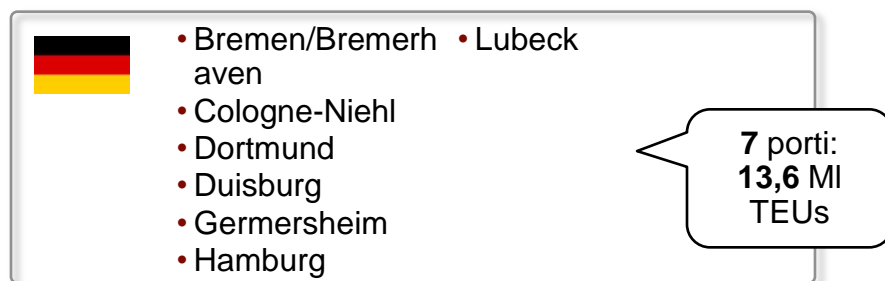 • Bremen/Bremerh
aven
• Cologne-Niehl
• Dortmund
• Duisburg
• Germersheim
• Hamburg
• Lubeck
7 porti:
13,6 Ml
TEUs